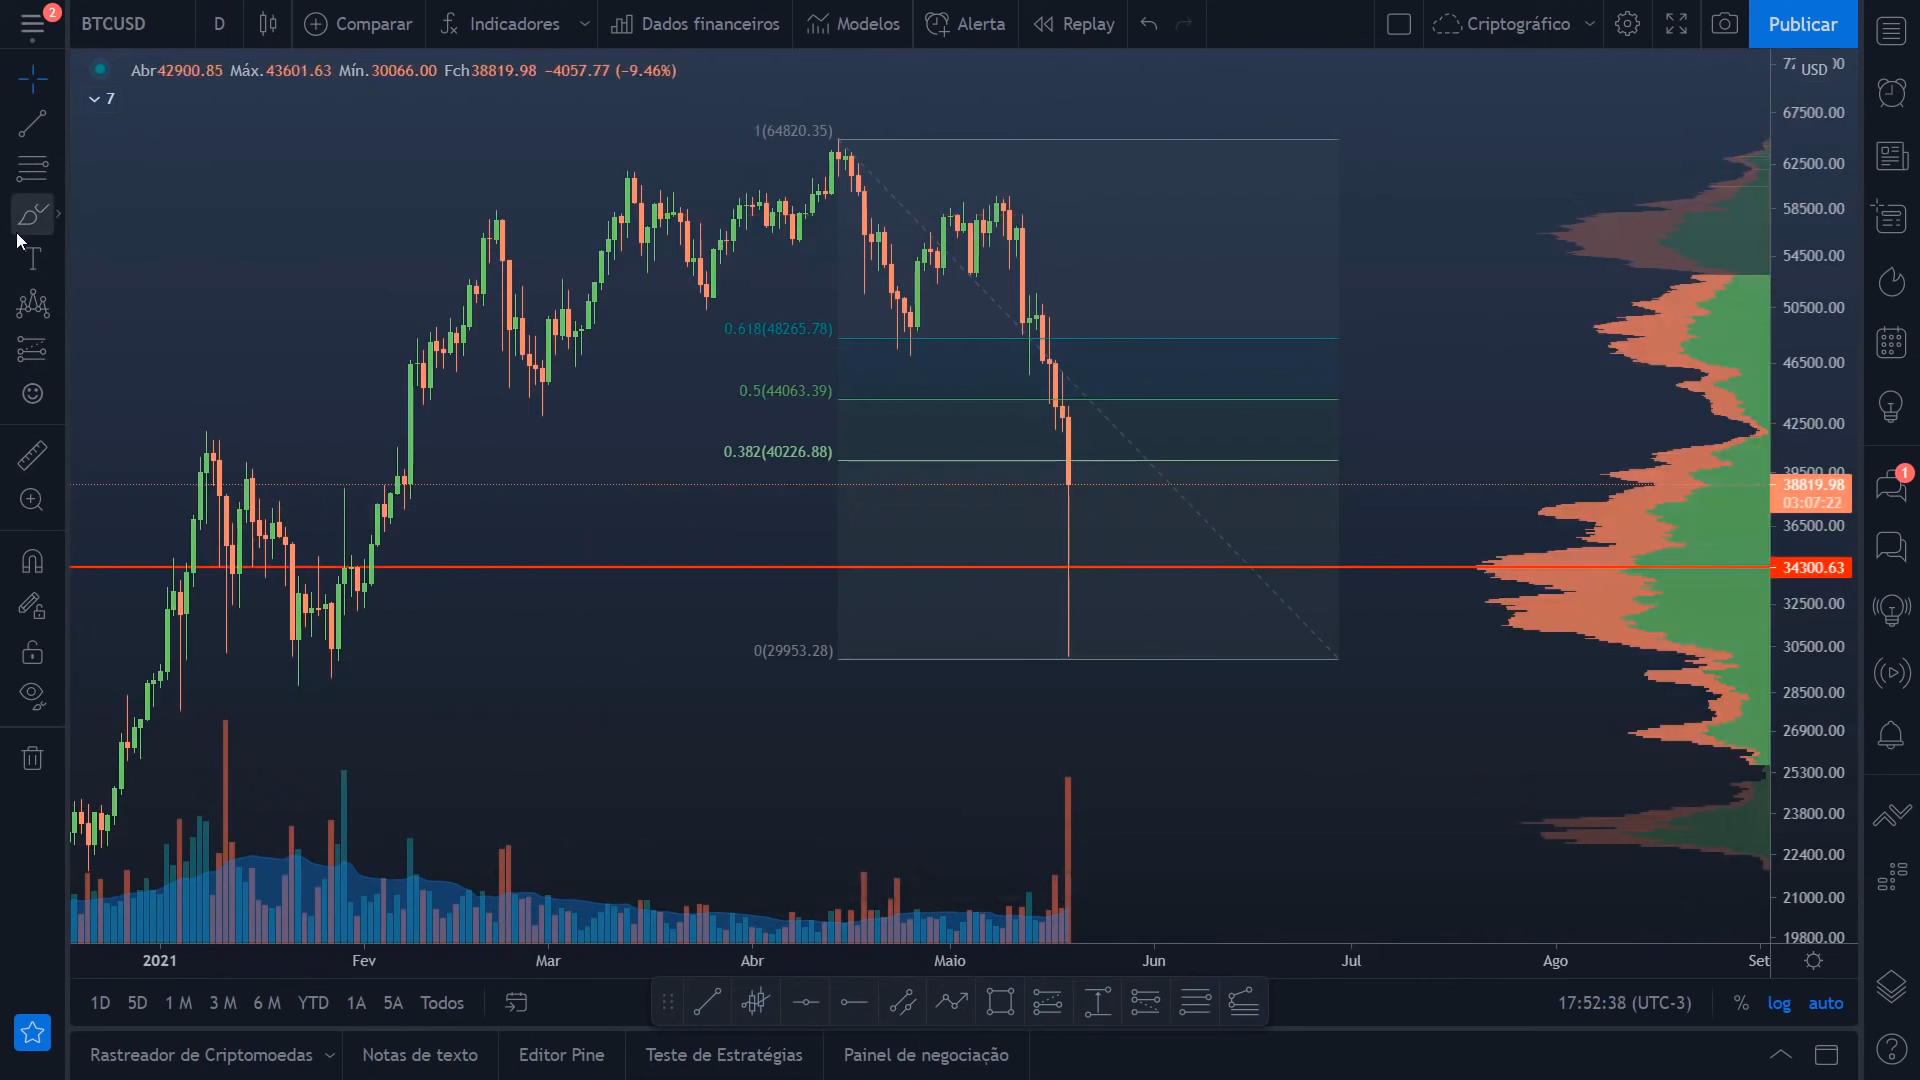 2
BTCUSD
D
Comparar
Indicadores
Dados financeiros
Modelos
Alerta
Replay
Criptográfico
Publicar
Abr42900.85 Máx.43601.63 Mín.30066.00 Fch38819.98 −4057.77 (−9.46%)
7
USD
1(64820.35)
0.618(48265.78)
0.5(44063.39)
0.382(40226.88)
0(29953.28)
67500.00
62500.00
58500.00
54500.00
50500.00
46500.00
42500.00
39500.00
38819.98
03:07:22
36500.00
34300.63
32500.00
30500.00
28500.00
26900.00
25300.00
23800.00
22400.00
21000.00
19800.00
1
2021 Fev Mar Abr Maio Jun Jul Ago Set
1D 5D 1 M 3 M 6 M YTD 1A 5A Todos
17:52:38 (UTC-3)
% log auto
Rastreador de Criptomoedas
Notas de texto
Editor Pine
Teste de Estratégias
Painel de negociação